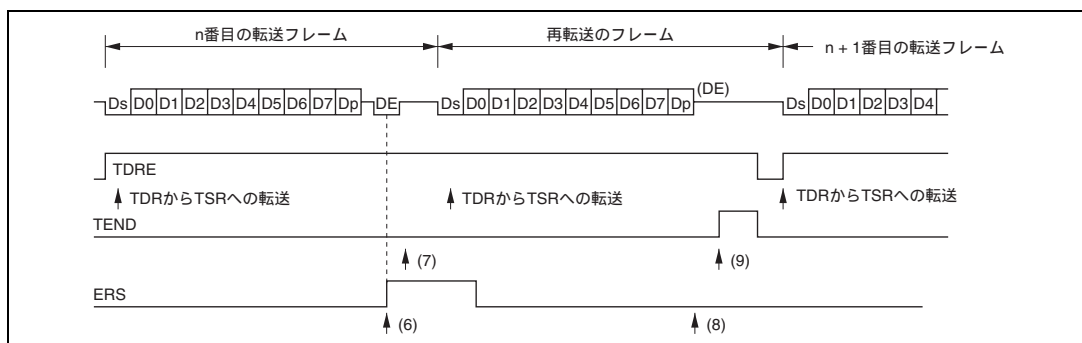 n番目の転送フレーム
再転送のフレーム
n + 1番目の転送フレーム
Ds D0 D1 D2 D3 D4 D5 D6 D7 Dp DE Ds D0 D1 D2 D3 D4 D5 D6 D7 Dp (DE) Ds D0 D1 D2 D3 D4
TDRE
TDRからTSRへの転送 TDRからTSRへの転送 TDRからTSRへの転送
TEND
(7) (9)
ERS
(6) (8)